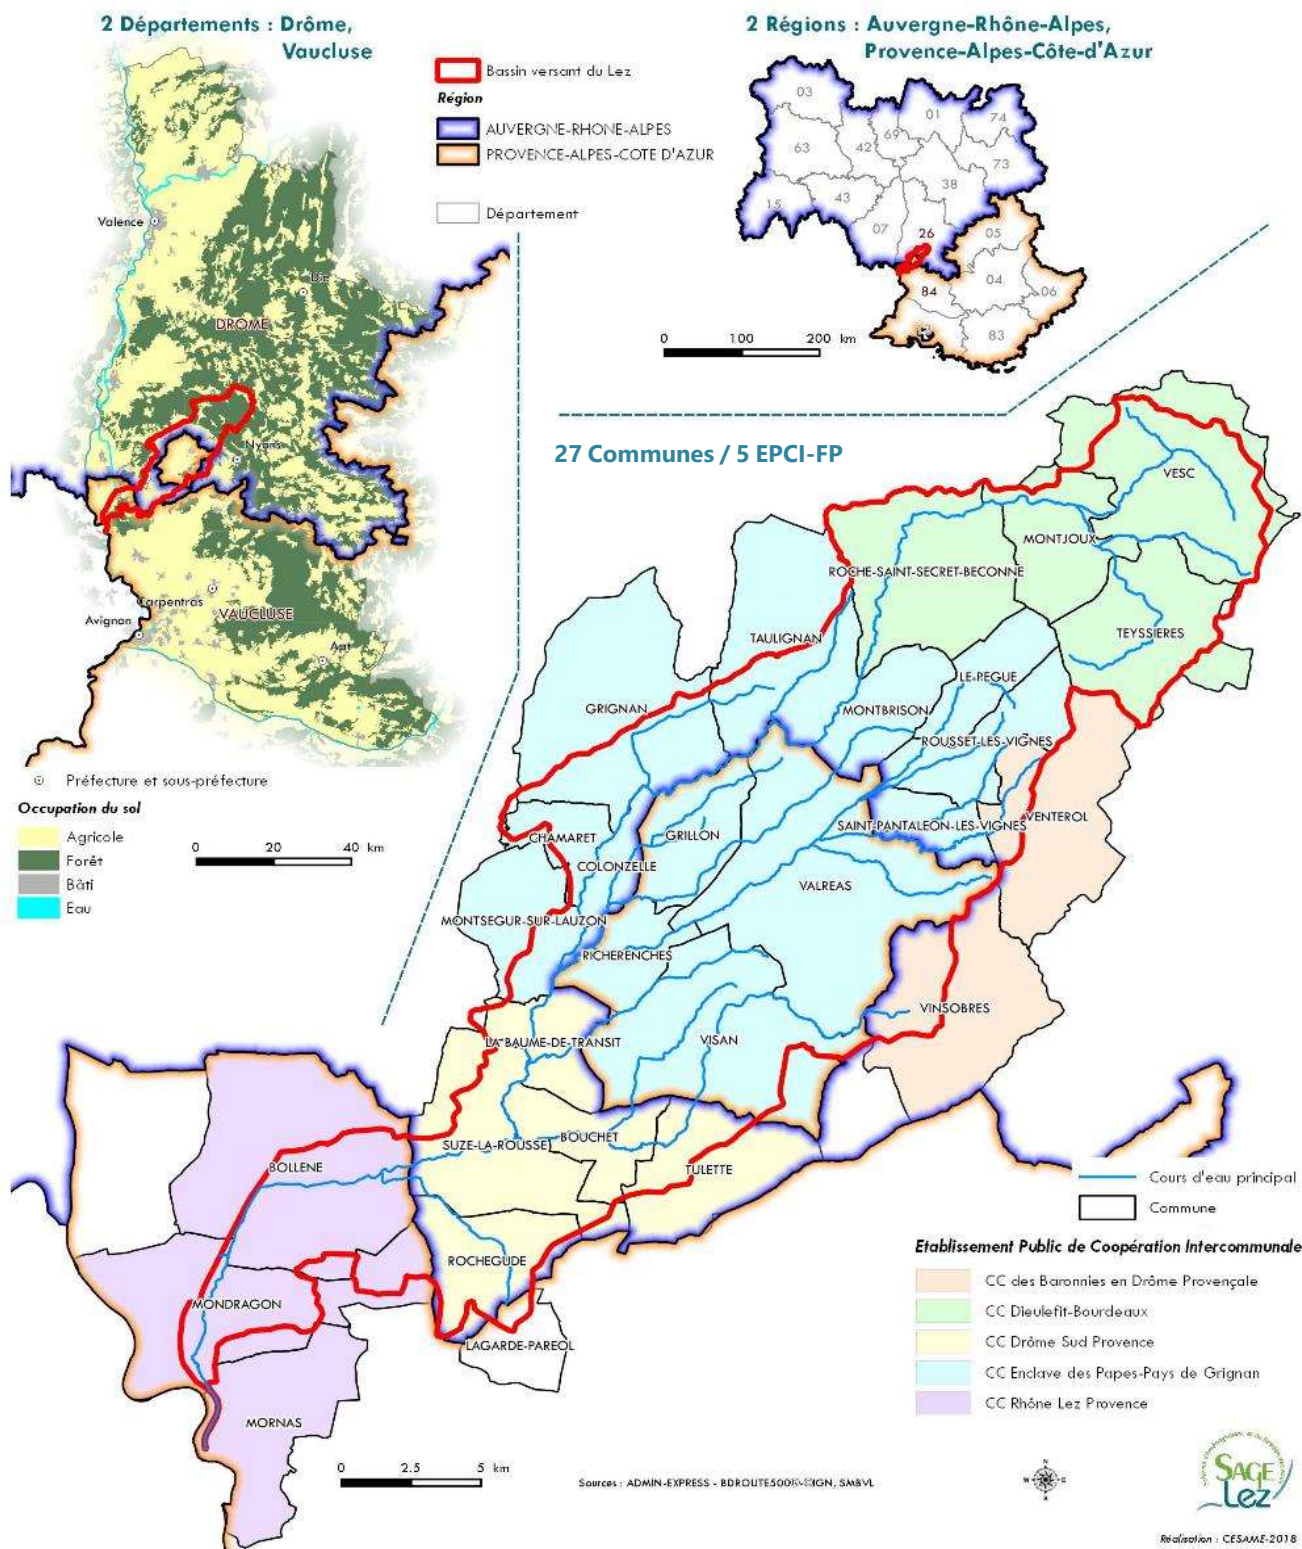 2 Départements : Drôme,
Vaucluse
2 Régions : Auvergne-Rhône-Alpes,
Provence-Alpes-Côte-d'Azur
Bassin versant du Lez
Région
AUVERGNE-RHONE-ALPES
PROVENCE-ALPES-COTE D'AZUR
Département
03
01
74
69
63
42
73
38
15
43
07
26
05
04
84
06
83
0 100 200 km
Valence
Die
DROME
Nyons
Carpentras
VAUCLUSE
Avignon
Apt
Préfecture et sous-préfecture
Occupation du sol
Agricole
Forêt
Bâti
Eau
0 20 40 km
27 Communes / 5 EPCI-FP
VESC
MONTJOUX
ROCHE-SAINT-SECRET-BECONNE
TEYSSIERES
TAULIGNAN
LE-PEGUE
GRIGNAN
MONTBRISON
ROUSSET-LES-VIGNES
CHAMARET
GRILLON
SAINT-PANTALEON-LES-VIGNES
VENTEROL
COLONZELLE
VALREAS
MONTSEGUR-SUR-LAUZON
RICHERENCHES
VINSOBRES
LA BAUME-DE-TRANSIT
VISAN
SUZE-LA-ROUSSE
BOUCHET
BOLLENE
TULETTE
ROCHEGUDE
MONDRAGON
LAGARDE-PAREOL
MORNAS
Cours d'eau principal
Commune
Etablissement Public de Coopération Intercommunale
CC des Baronnies en Drôme Provençale
CC Dieulefit-Bourdeaux
CC Drôme Sud Provence
CC Enclave des Papes-Pays de Grignan
CC Rhône Lez Provence
0 2.5 5 km
Sources : ADMIN-EXPRESS - BDROUTE500®-©IGN, SMBVL
SAGE
Lez
Réalisation : CESAME-2018